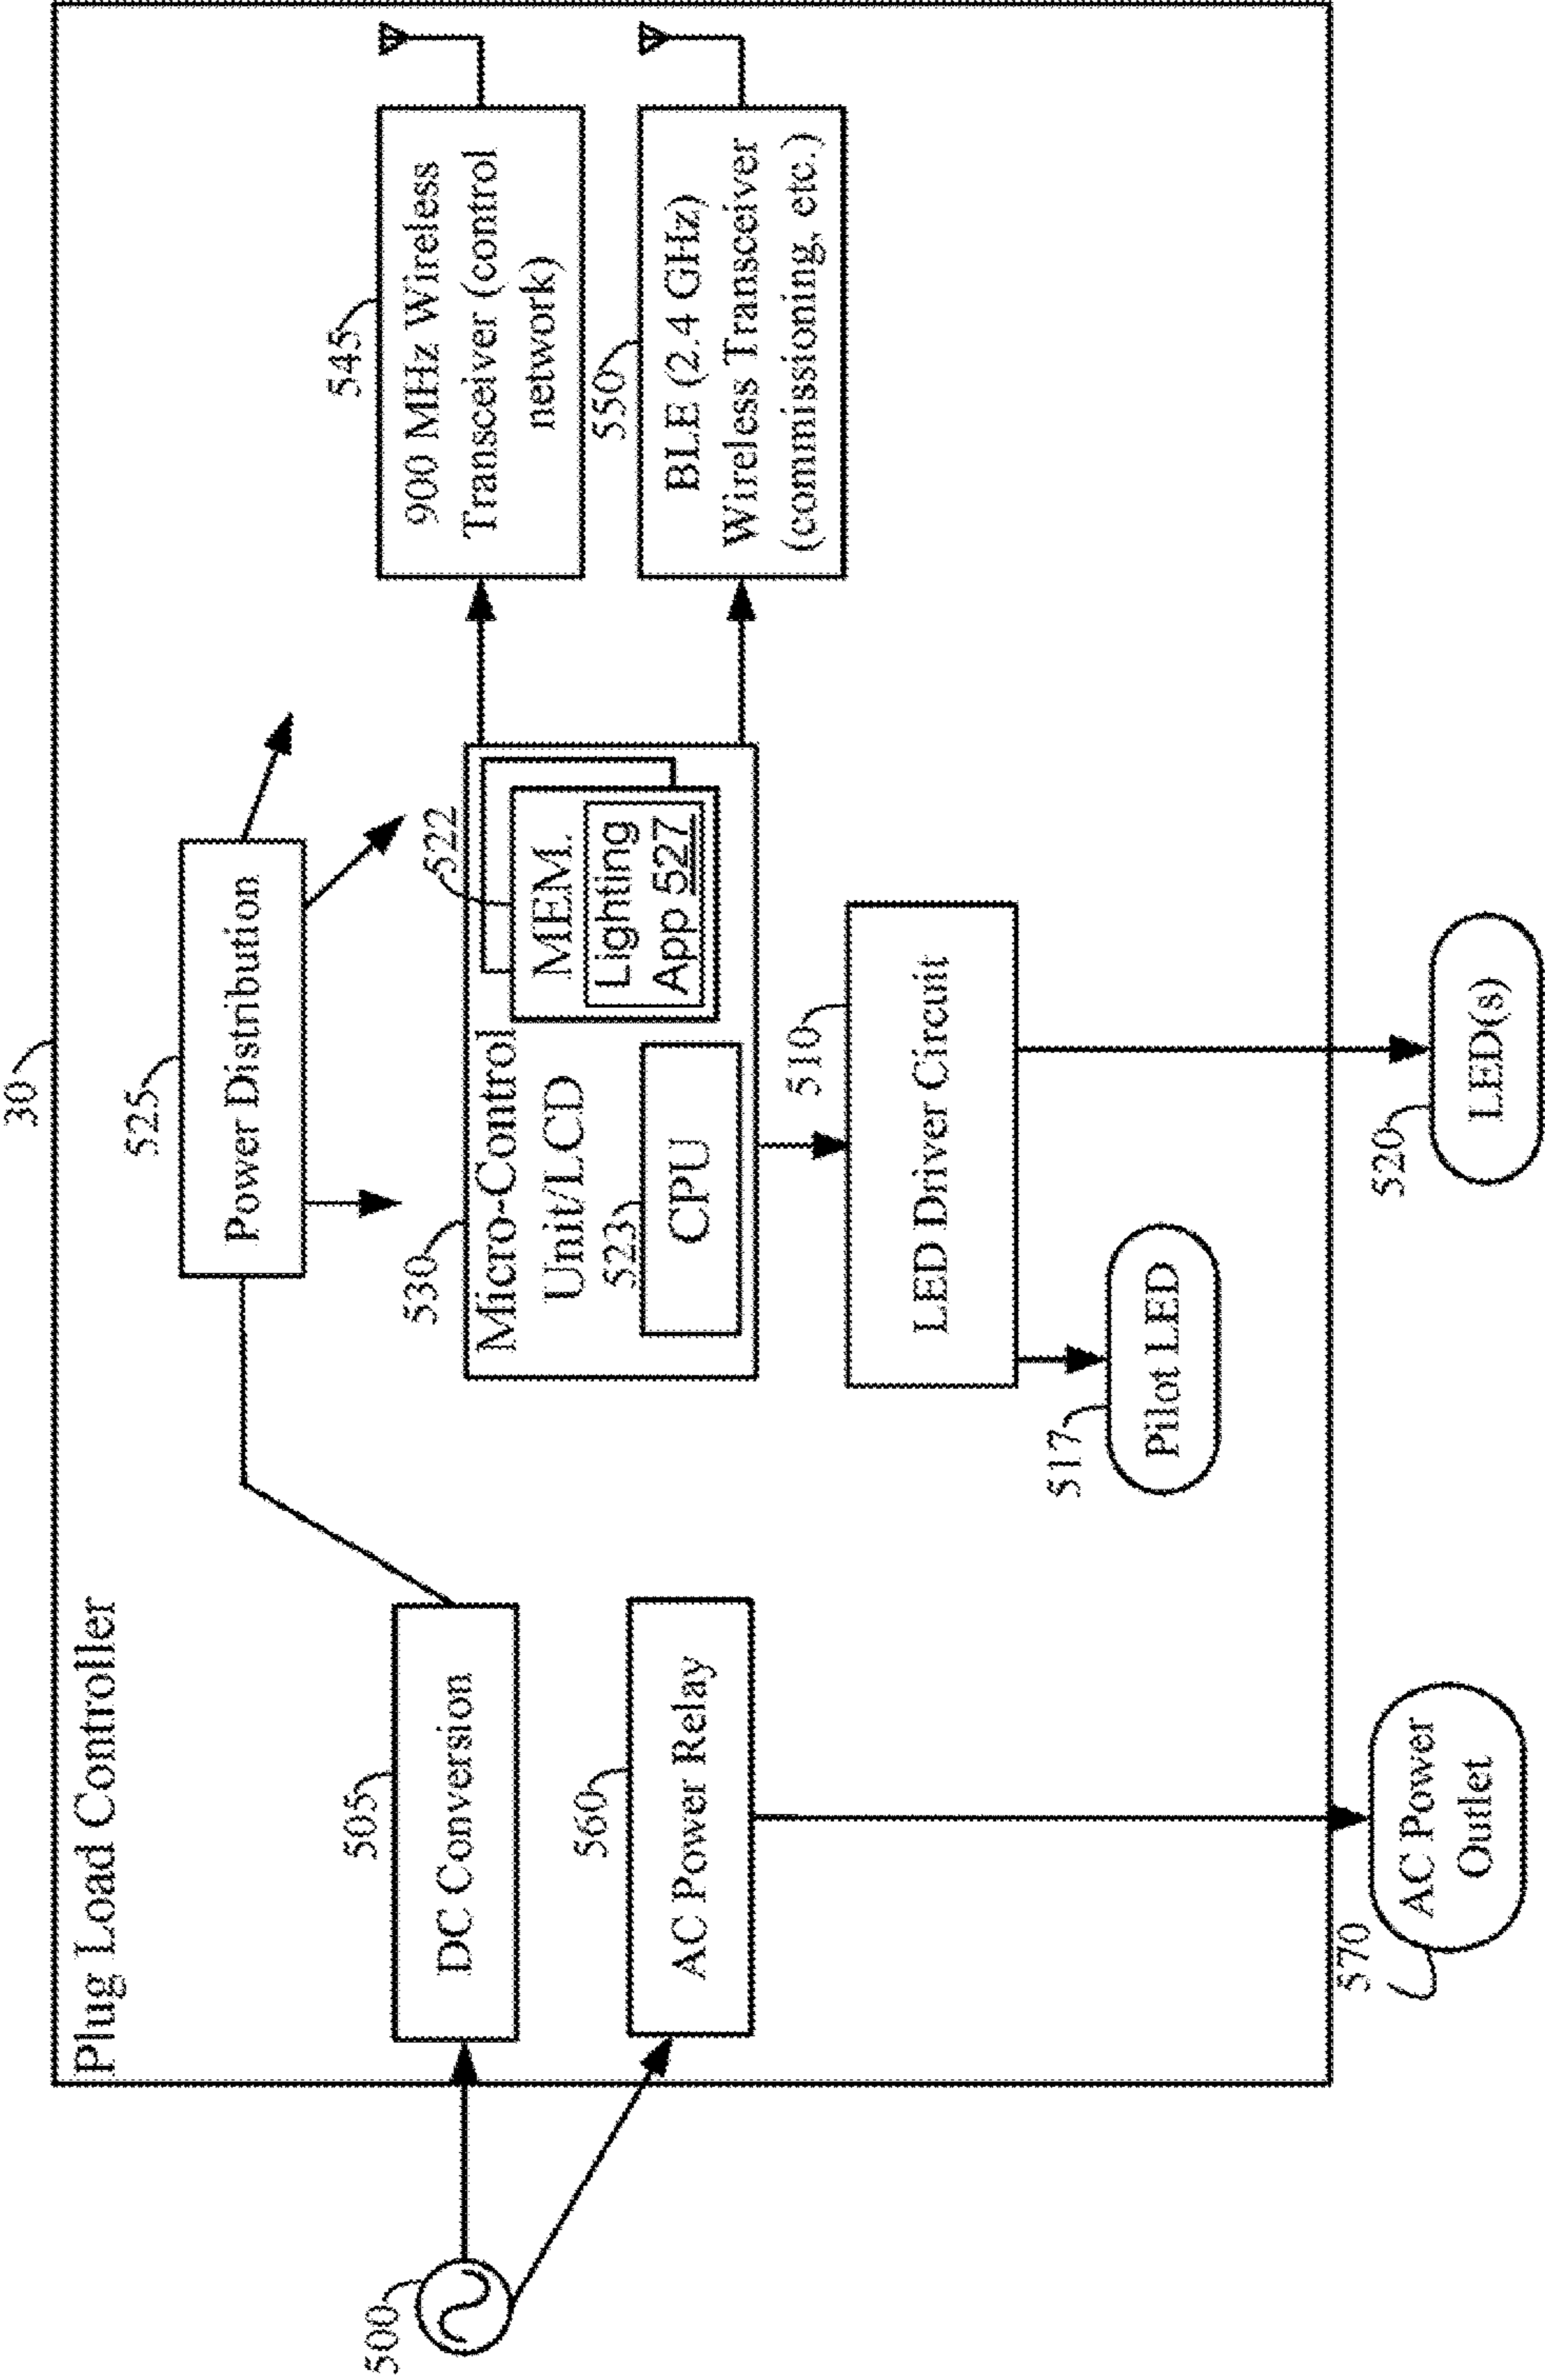 30
Plug Load Controller
525
Power Distribution
500
505
DC Conversion
560
AC Power Relay
530
Micro-Control
Unit/LCD
523
CPU
522
MEM.
Lighting
App 527
545
900 MHz Wireless
Transceiver (control
network)
550
BLE (2.4 GHz)
Wireless Transceiver
(commissioning, etc.)
510
LED Driver Circuit
517
Pilot LED
520
LED(s)
570
AC Power
Outlet